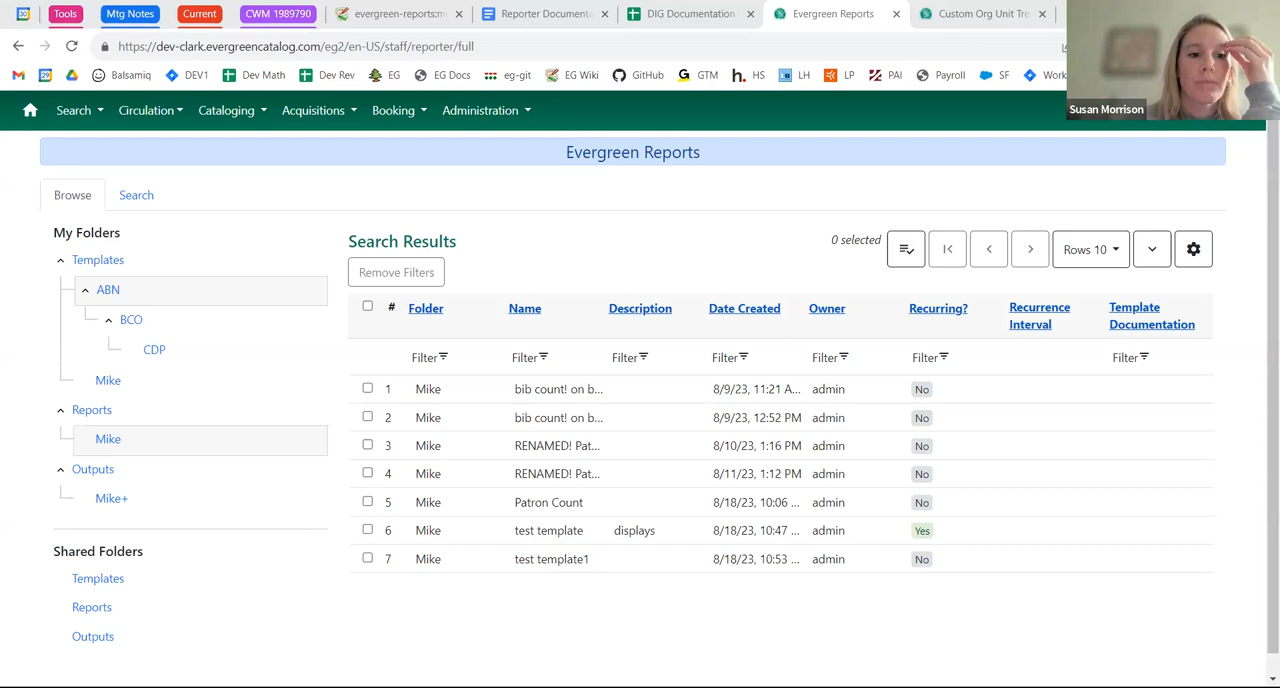 Tools
Mtg Notes
Current
CWM 1989790
evergreen-reports:m
Reporter Documenta
DIG Documentation
Evergreen Reports
Custom Org Unit Tre
https://dev-clark.evergreencatalog.com/eg2/en-US/staff/reporter/full
Balsamiq DEV1 Dev Math Dev Rev EG EG Docs eg-git EG Wiki GitHub GTM HS LH LP PAI Payroll SF Work
Susan Morrison
Search Circulation Cataloging Acquisitions Booking Administration
Evergreen Reports
Browse Search
My Folders
Templates
ABN
BCO
CDP
Mike
Reports
Mike
Outputs
Mike+
Shared Folders
Templates
Reports
Outputs
Search Results
0 selected
Rows 10
Remove Filters
# Folder Name Description Date Created Owner Recurring? Recurrence Interval Template Documentation
Filter Filter Filter Filter Filter Filter Filter
1 Mike bib count! on b... 8/9/23, 11:21 A... admin No
2 Mike bib count! on b... 8/9/23, 12:52 PM admin No
3 Mike RENAMED! Pat... 8/10/23, 1:16 PM admin No
4 Mike RENAMED! Pat... 8/11/23, 1:12 PM admin No
5 Mike Patron Count 8/18/23, 10:06 ... admin No
6 Mike test template displays 8/18/23, 10:47 ... admin Yes
7 Mike test template1 8/18/23, 10:53 ... admin No